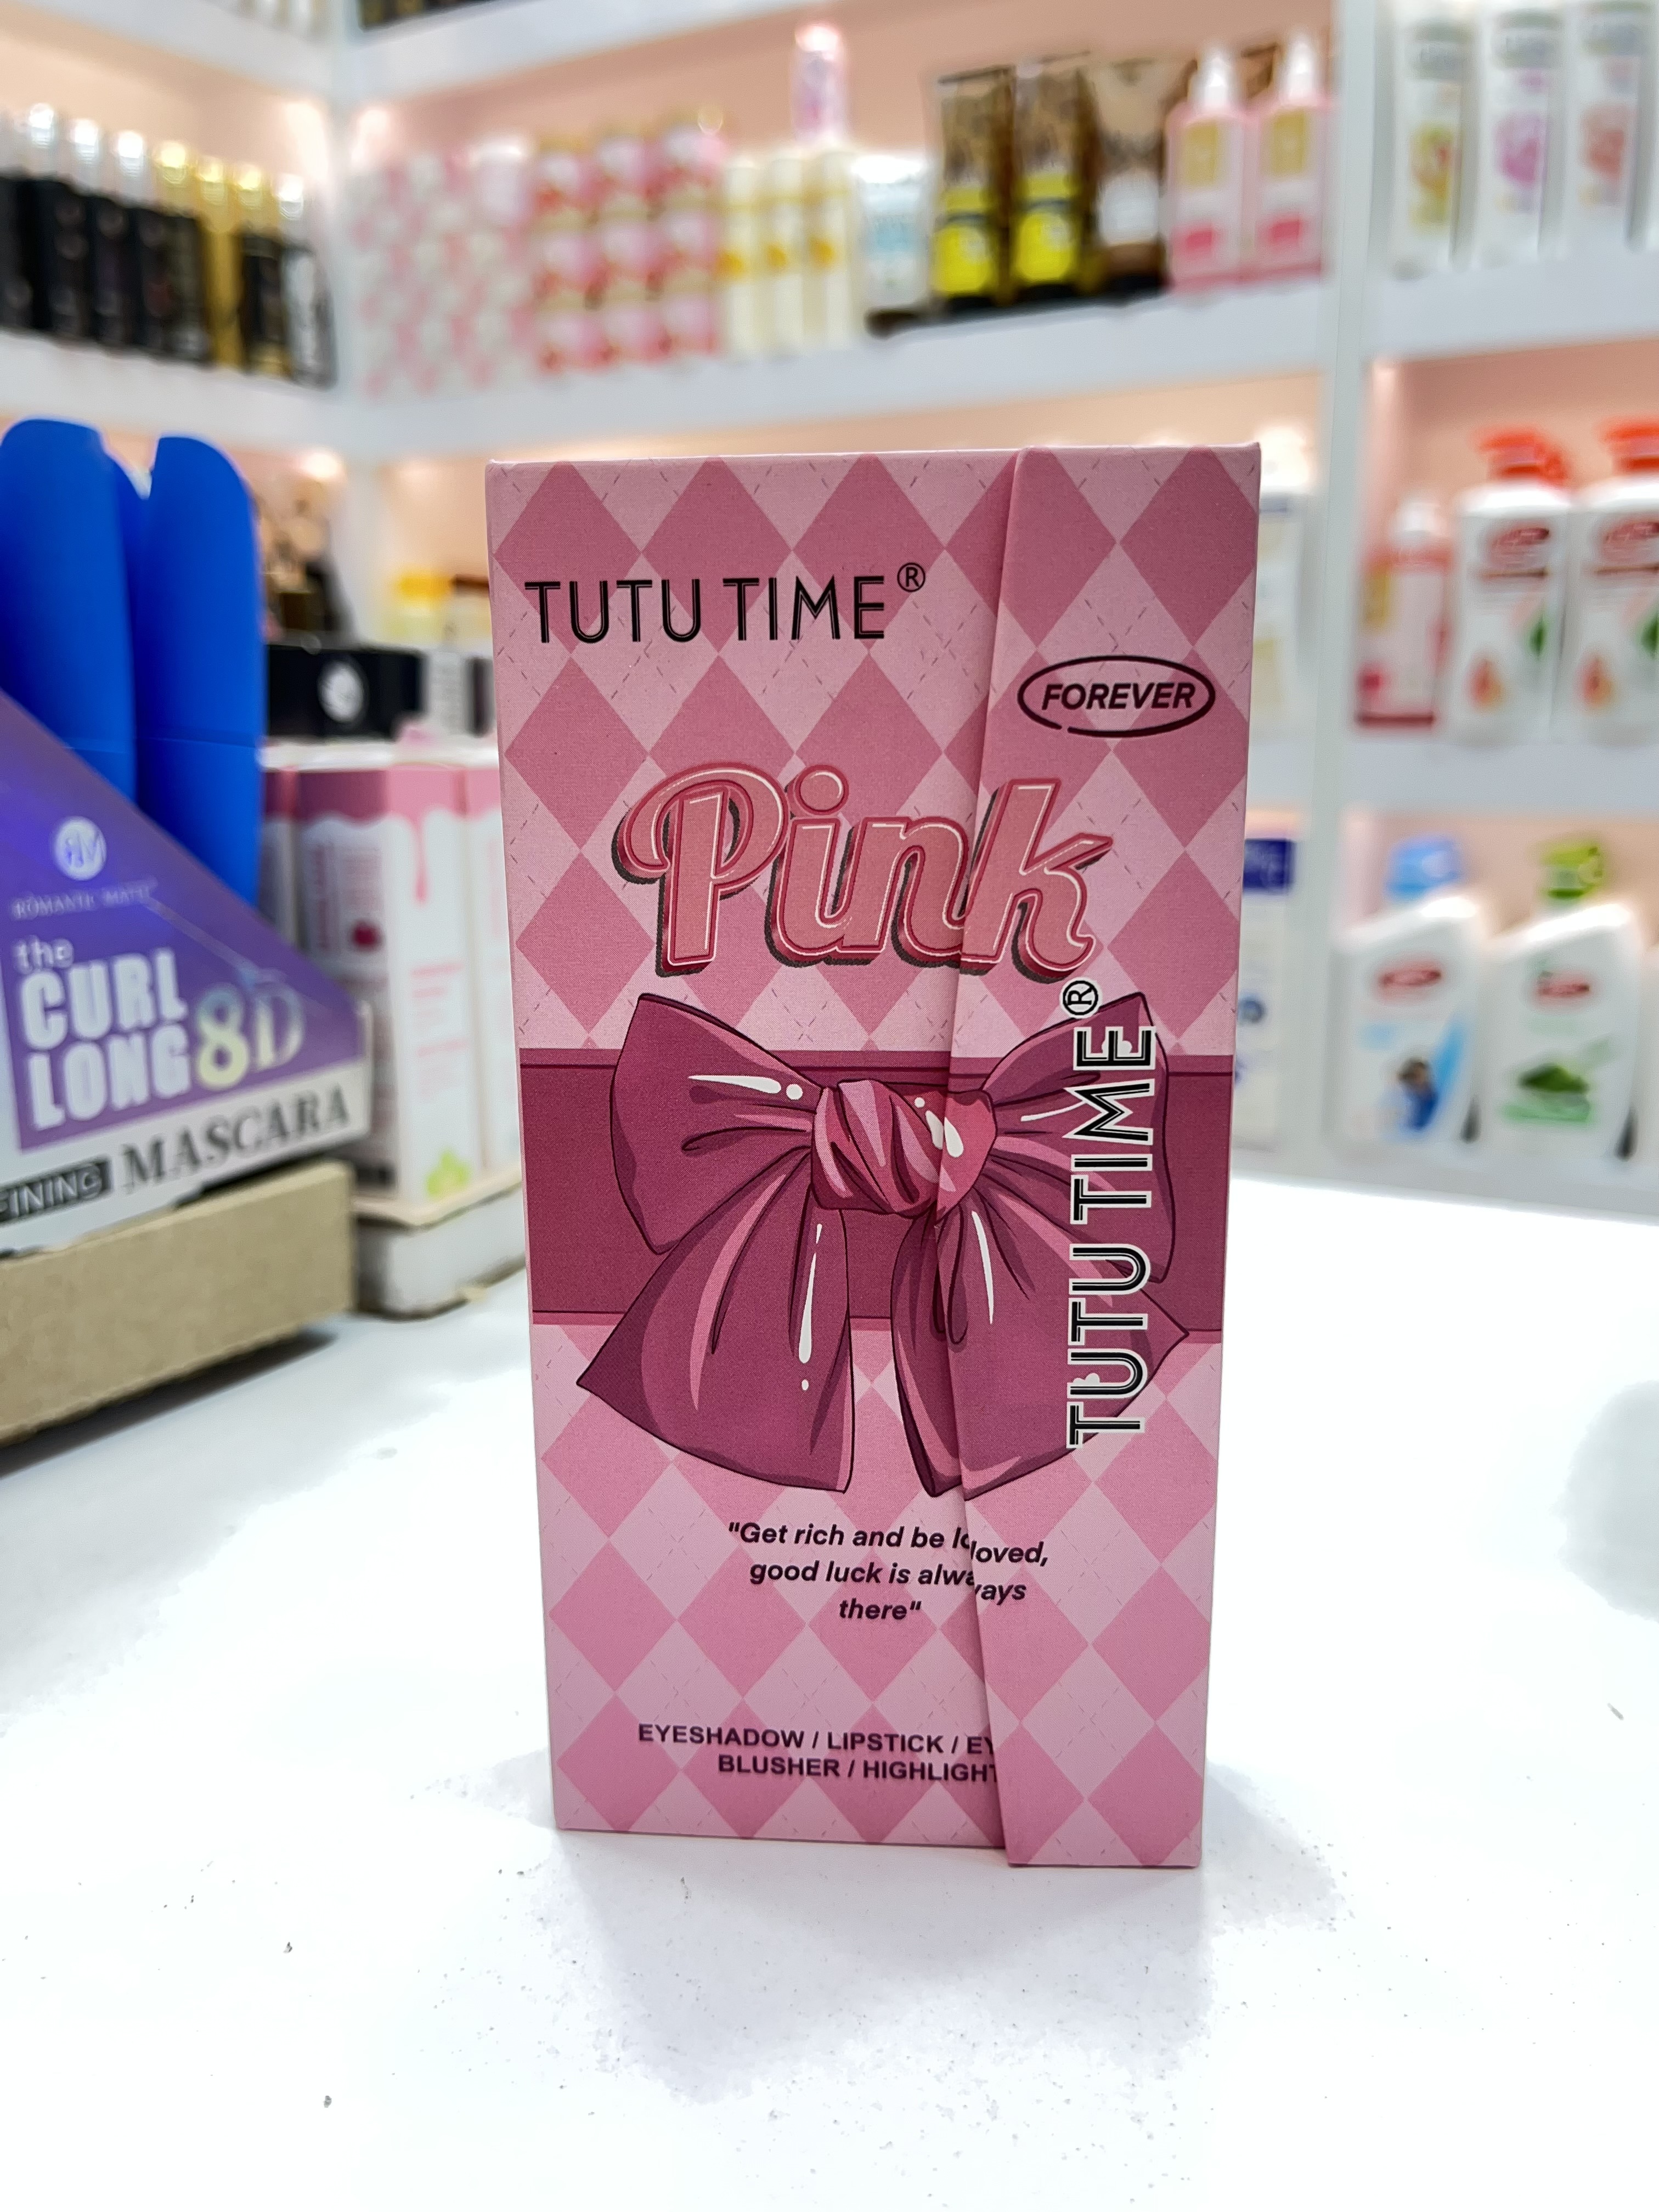 TUTU TIME®
FOREVER
Pink
TUTU TIME®
"Get rich and be loved,
good luck is always
there"
EYESHADOW / LIPSTICK / EY
BLUSHER / HIGHLIGHT
ROMANTIC
the
CURL
LONG 8D
FINING MASCARA